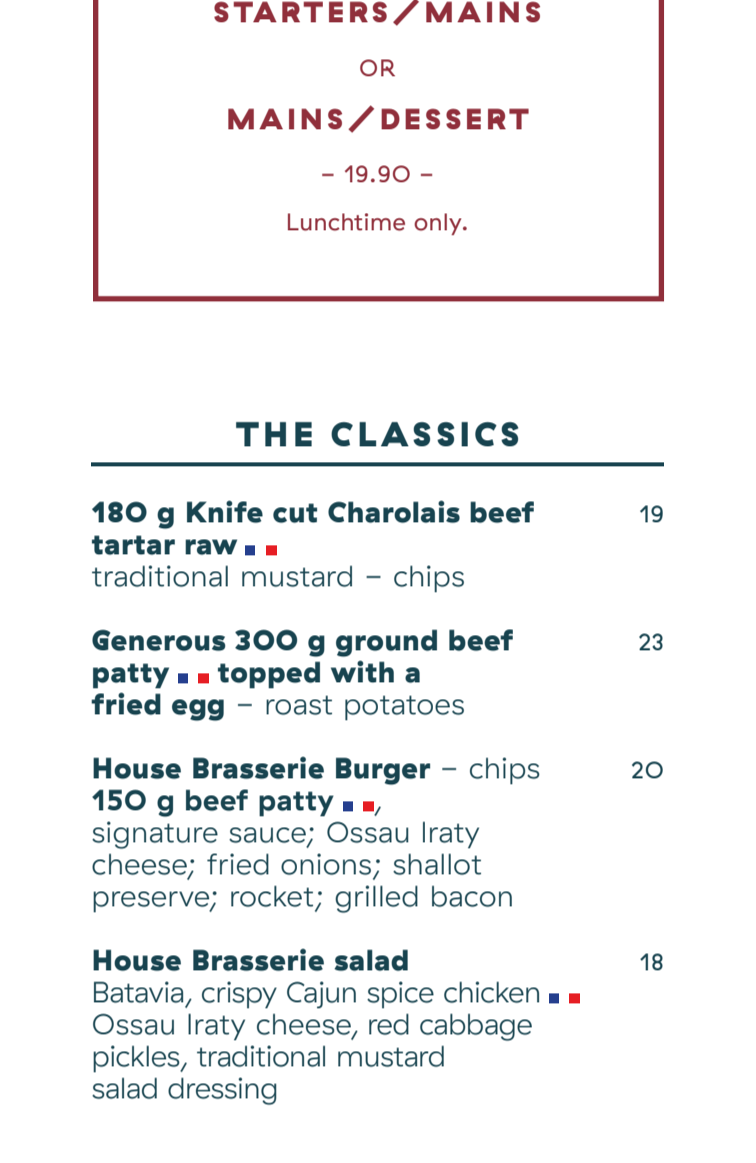 STARTERS/MAINS
OR
MAINS/DESSERT
– 19.90 –
Lunchtime only.
THE CLASSICS
180 g Knife cut Charolais beef 19
tartar raw
traditional mustard – chips
Generous 300 g ground beef 23
patty topped with a
fried egg – roast potatoes
House Brasserie Burger – chips 20
150 g beef patty ,
signature sauce; Ossau Iraty
cheese; fried onions; shallot
preserve; rocket; grilled bacon
House Brasserie salad 18
Batavia, crispy Cajun spice chicken
Ossau Iraty cheese, red cabbage
pickles, traditional mustard
salad dressing